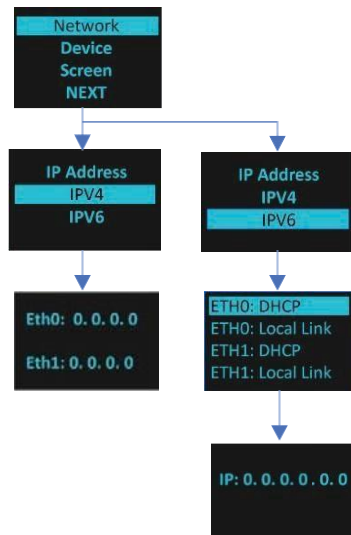 Network
Device
Screen
NEXT
IP Address
IPV4
IPV6
IP Address
IPV4
IPV6
Eth0: 0. 0. 0. 0
Eth1: 0. 0. 0. 0
ETH0: DHCP
ETH0: Local Link
ETH1: DHCP
ETH1: Local Link
IP: 0. 0. 0. 0 . 0. 0